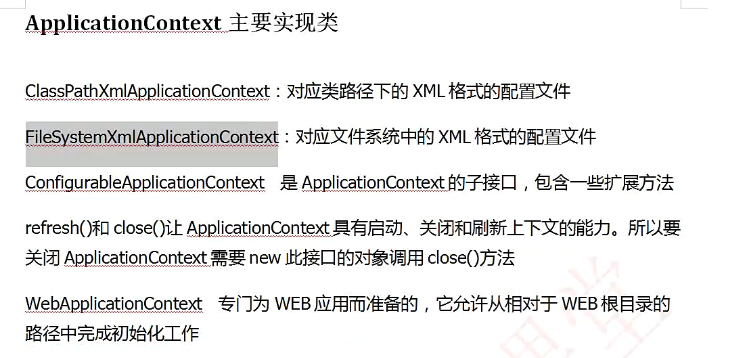 ApplicationContext 主要实现类
ClassPathXmlApplicationContext：对应类路径下的 XML 格式的配置文件
FileSystemXmlApplicationContext：对应文件系统中的 XML 格式的配置文件
ConfigurableApplicationContext 是 ApplicationContext 的子接口，包含一些扩展方法
refresh()和 close()让 ApplicationContext 具有启动、关闭和刷新上下文的能力。所以要
关闭 ApplicationContext 需要 new 此接口的对象调用 close()方法
WebApplicationContext 专门为 WEB 应用而准备的，它允许从相对于 WEB 根目录的
路径中完成初始化工作